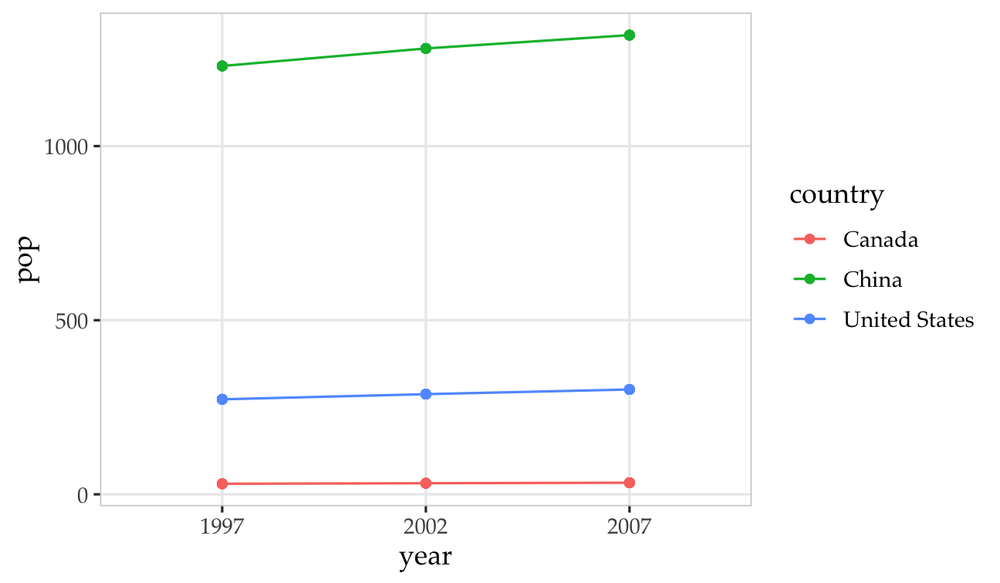 pop
1000
500
0
1997
2002
2007
year
country
Canada
China
United States